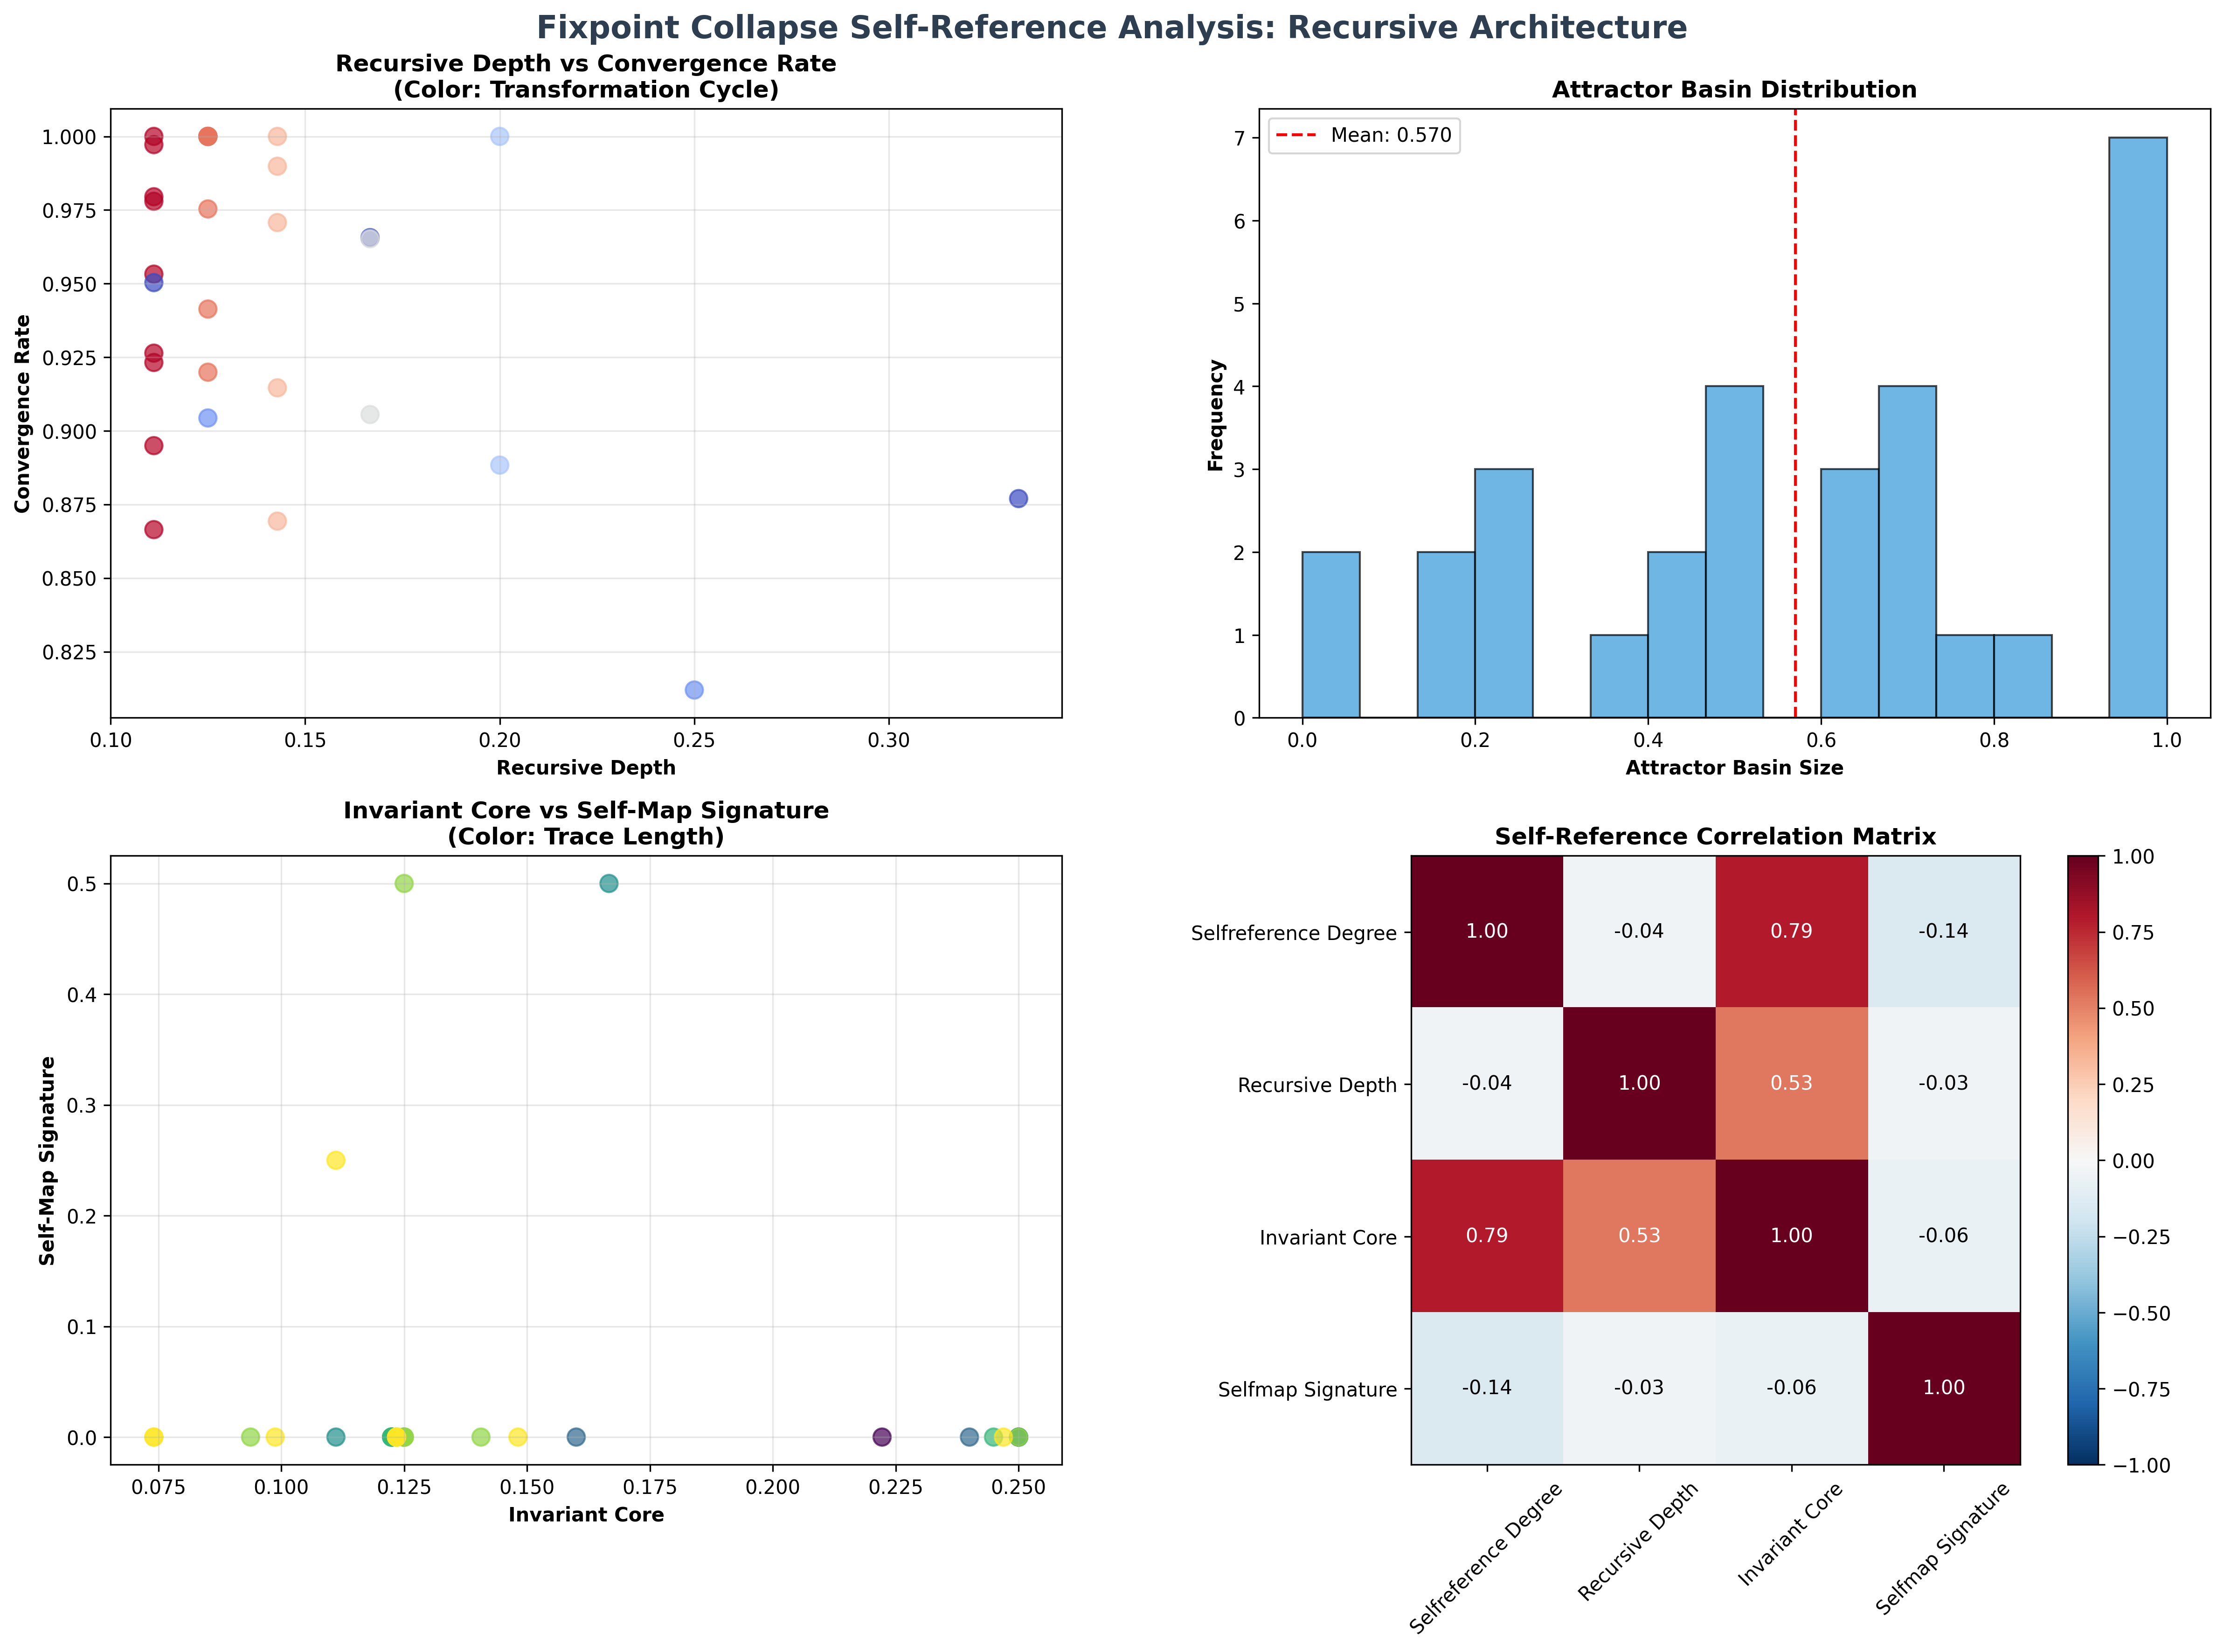 Fixpoint Collapse Self-Reference Analysis: Recursive Architecture
Recursive Depth vs Convergence Rate
(Color: Transformation Cycle)
1.000
0.975
0.950
0.925
0.900
0.875
0.850
0.825
Convergence Rate
0.10 0.15 0.20 0.25 0.30
Recursive Depth
Attractor Basin Distribution
Mean: 0.570
7
6
5
4
3
2
1
0
Frequency
0.0 0.2 0.4 0.6 0.8 1.0
Attractor Basin Size
Invariant Core vs Self-Map Signature
(Color: Trace Length)
0.5
0.4
0.3
0.2
0.1
0.0
Self-Map Signature
0.075 0.100 0.125 0.150 0.175 0.200 0.225 0.250
Invariant Core
Self-Reference Correlation Matrix
Selfreference Degree 1.00 -0.04 0.79 -0.14
Recursive Depth -0.04 1.00 0.53 -0.03
Invariant Core 0.79 0.53 1.00 -0.06
Selfmap Signature -0.14 -0.03 -0.06 1.00
Selfreference Degree
Recursive Depth
Invariant Core
Selfmap Signature
1.00
0.75
0.50
0.25
0.00
−0.25
−0.50
−0.75
−1.00